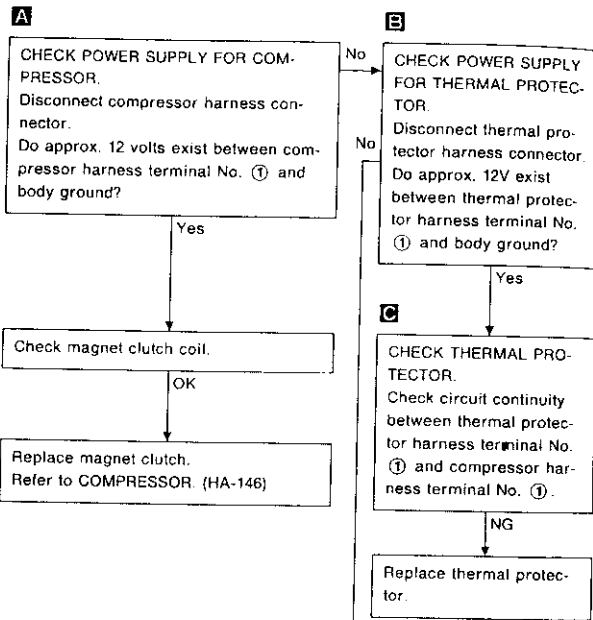 A
CHECK POWER SUPPLY FOR COM-
PRESSOR.
Disconnect compressor harness con-
nector.
Do approx. 12 volts exist between com-
pressor harness terminal No. ① and
body ground?
No
B
CHECK POWER SUPPLY
FOR THERMAL PROTEC-
TOR.
Disconnect thermal pro-
tector harness connector.
Do approx. 12V exist
between thermal protec-
tor harness terminal No.
① and body ground?
No
Yes
Yes
Check magnet clutch coil.
OK
Replace magnet clutch.
Refer to COMPRESSOR. (HA-146)
C
CHECK THERMAL PRO-
TECTOR.
Check circuit continuity
between thermal protec-
tor harness terminal No.
① and compressor har-
ness terminal No. ①.
NG
Replace thermal protec-
tor.